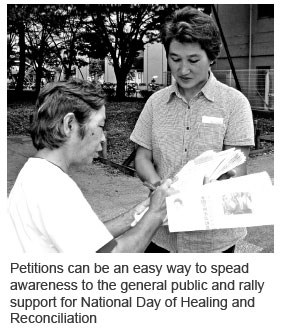 Petitions can be an easy way to spead
awareness to the general public and rally
support for National Day of Healing and
Reconciliation